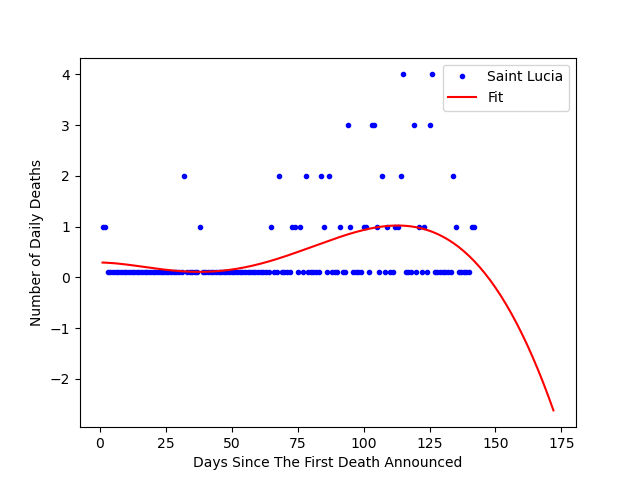 4
3
2
1
0
−1
−2
Number of Daily Deaths
Saint Lucia
Fit
0 25 50 75 100 125 150 175
Days Since The First Death Announced